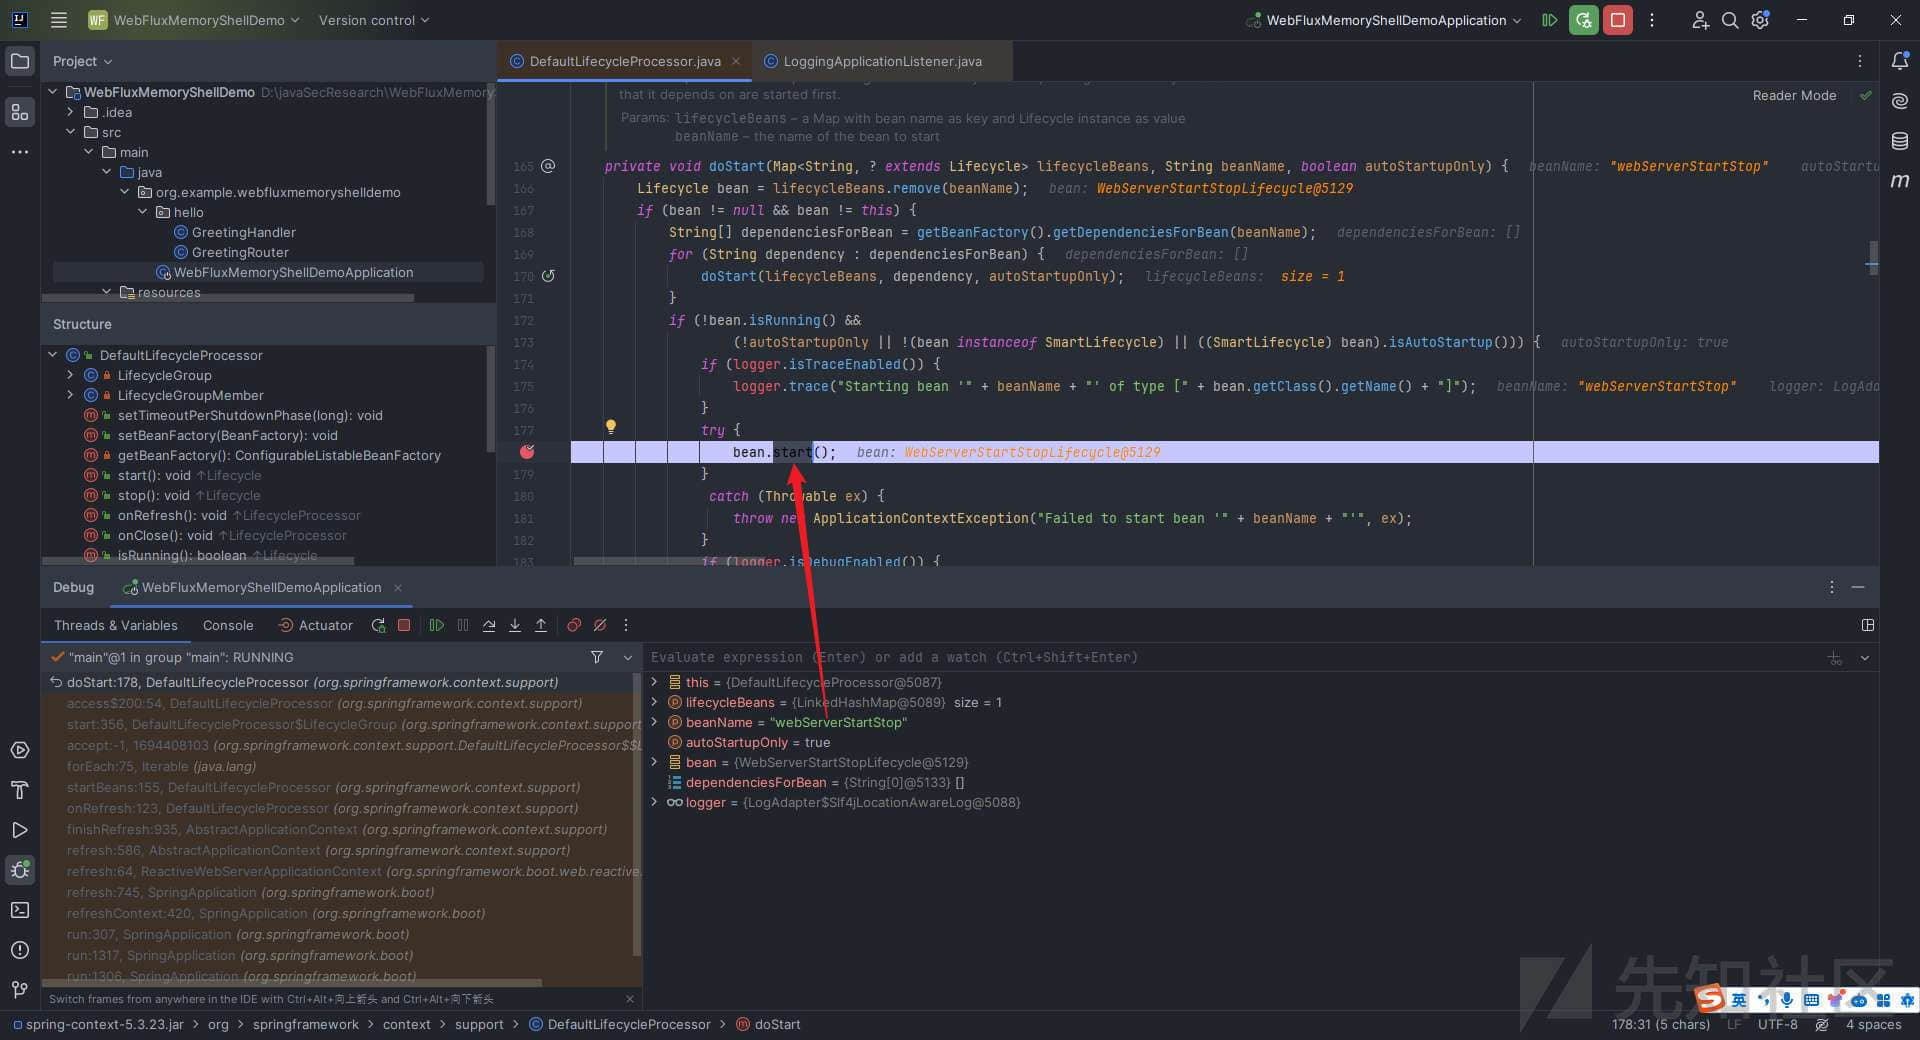 WF WebFluxMemoryShellDemo Version control WebFluxMemoryShellDemoApplication
Project
WebFluxMemoryShellDemo D:\javaSecResearch\WebFluxMemory
.idea
src
main
java
org.example.webfluxmemoryshelldemo
hello
GreetingHandler
GreetingRouter
WebFluxMemoryShellDemoApplication
resources
Structure
DefaultLifecycleProcessor
LifecycleGroup
LifecycleGroupMember
setTimeoutPerShutdownPhase(long): void
setBeanFactory(BeanFactory): void
getBeanFactory(): ConfigurableListableBeanFactory
start(): void ↑Lifecycle
stop(): void ↑Lifecycle
onRefresh(): void ↑LifecycleProcessor
onClose(): void ↑LifecycleProcessor
isRunning(): boolean ↑Lifecycle
DefaultLifecycleProcessor.java LoggingApplicationListener.java
Reader Mode
that it depends on are started first.
Params: lifecycleBeans – a Map with bean name as key and Lifecycle instance as value
beanName – the name of the bean to start
165 private void doStart(Map<String, ? extends Lifecycle> lifecycleBeans, String beanName, boolean autoStartupOnly) { beanName: "webServerStartStop" autoStartu
166 Lifecycle bean = lifecycleBeans.remove(beanName); bean: WebServerStartStopLifecycle@5129
167 if (bean != null && bean != this) {
168 String[] dependenciesForBean = getBeanFactory().getDependenciesForBean(beanName); dependenciesForBean: []
169 for (String dependency : dependenciesForBean) { dependenciesForBean: []
170 doStart(lifecycleBeans, dependency, autoStartupOnly); lifecycleBeans: size = 1
171 }
172 if (!bean.isRunning() &&
173 (!autoStartupOnly || !(bean instanceof SmartLifecycle) || ((SmartLifecycle) bean).isAutoStartup())) { autoStartupOnly: true
174 if (logger.isTraceEnabled()) {
175 logger.trace("Starting bean '" + beanName + "' of type [" + bean.getClass().getName() + "]"); beanName: "webServerStartStop" logger: LogAda
176 }
177 try {
bean.start(); bean: WebServerStartStopLifecycle@5129
179 }
180 catch (Throwable ex) {
181 throw new ApplicationContextException("Failed to start bean '" + beanName + "'", ex);
182 }
183 if (logger.isDebugEnabled()) {
Debug WebFluxMemoryShellDemoApplication
Threads & Variables Console Actuator
"main"@1 in group "main": RUNNING
doStart:178, DefaultLifecycleProcessor (org.springframework.context.support)
access$200:54, DefaultLifecycleProcessor (org.springframework.context.support)
start:356, DefaultLifecycleProcessor$LifecycleGroup (org.springframework.context.support
accept:-1, 1694408103 (org.springframework.context.support.DefaultLifecycleProcessor$$L
forEach:75, Iterable (java.lang)
startBeans:155, DefaultLifecycleProcessor (org.springframework.context.support)
onRefresh:123, DefaultLifecycleProcessor (org.springframework.context.support)
finishRefresh:935, AbstractApplicationContext (org.springframework.context.support)
refresh:586, AbstractApplicationContext (org.springframework.context.support)
refresh:64, ReactiveWebServerApplicationContext (org.springframework.boot.web.reactive.
refresh:745, SpringApplication (org.springframework.boot)
refreshContext:420, SpringApplication (org.springframework.boot)
run:307, SpringApplication (org.springframework.boot)
run:1317, SpringApplication (org.springframework.boot)
run:1306, SpringApplication (org.springframework.boot)
Switch frames from anywhere in the IDE with Ctrl+Alt+向上箭头 and Ctrl+Alt+向下箭头
Evaluate expression (Enter) or add a watch (Ctrl+Shift+Enter)
this = {DefaultLifecycleProcessor@5087}
lifecycleBeans = {LinkedHashMap@5089} size = 1
beanName = "webServerStartStop"
autoStartupOnly = true
bean = {WebServerStartStopLifecycle@5129}
dependenciesForBean = {String[0]@5133} []
logger = {LogAdapter$Slf4jLocationAwareLog@5088}
先知社区
英
spring-context-5.3.23.jar > org > springframework > context > support > DefaultLifecycleProcessor > doStart
178:31 (5 chars) LF UTF-8 4 spaces